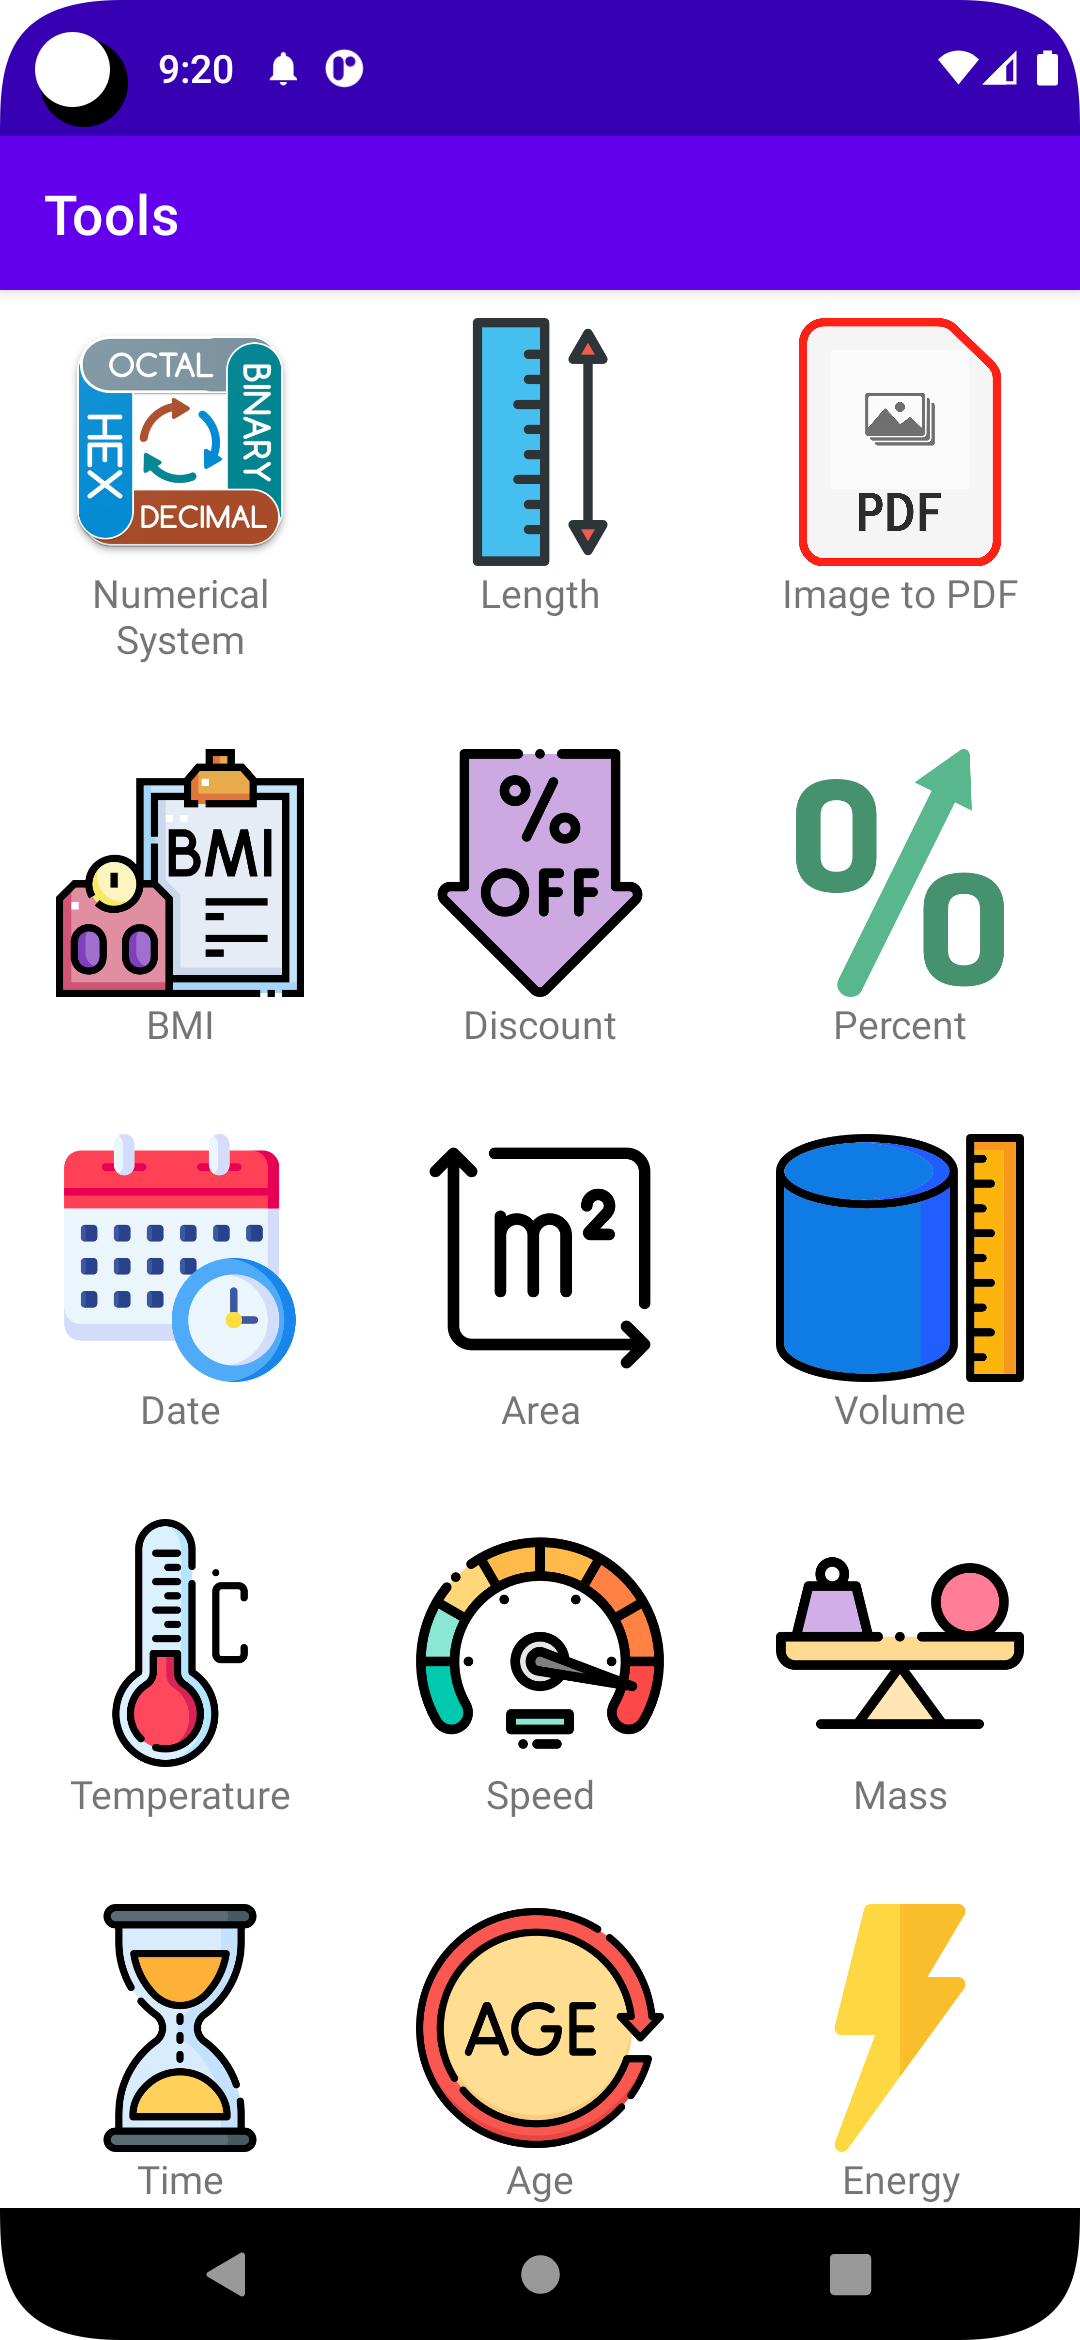 9:20
Tools
OCTAL
BINARY
HEX
DECIMAL
Numerical
System
Length
PDF
Image to PDF
BMI
BMI
%
OFF
Discount
%
Percent
Date
m²
Area
Volume
C
Temperature
Speed
Mass
Time
AGE
Age
Energy